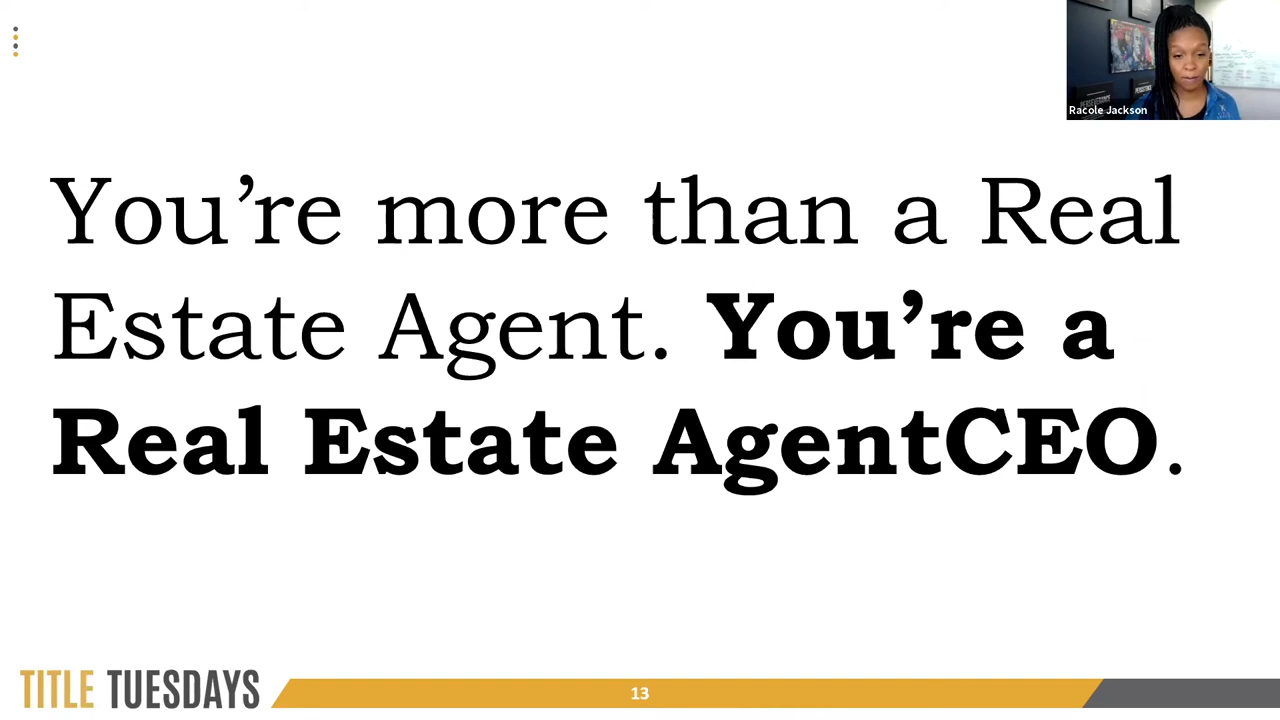 Racole Jackson
You’re more than a Real
Estate Agent. You’re a
Real Estate AgentCEO.
TITLE TUESDAYS
13